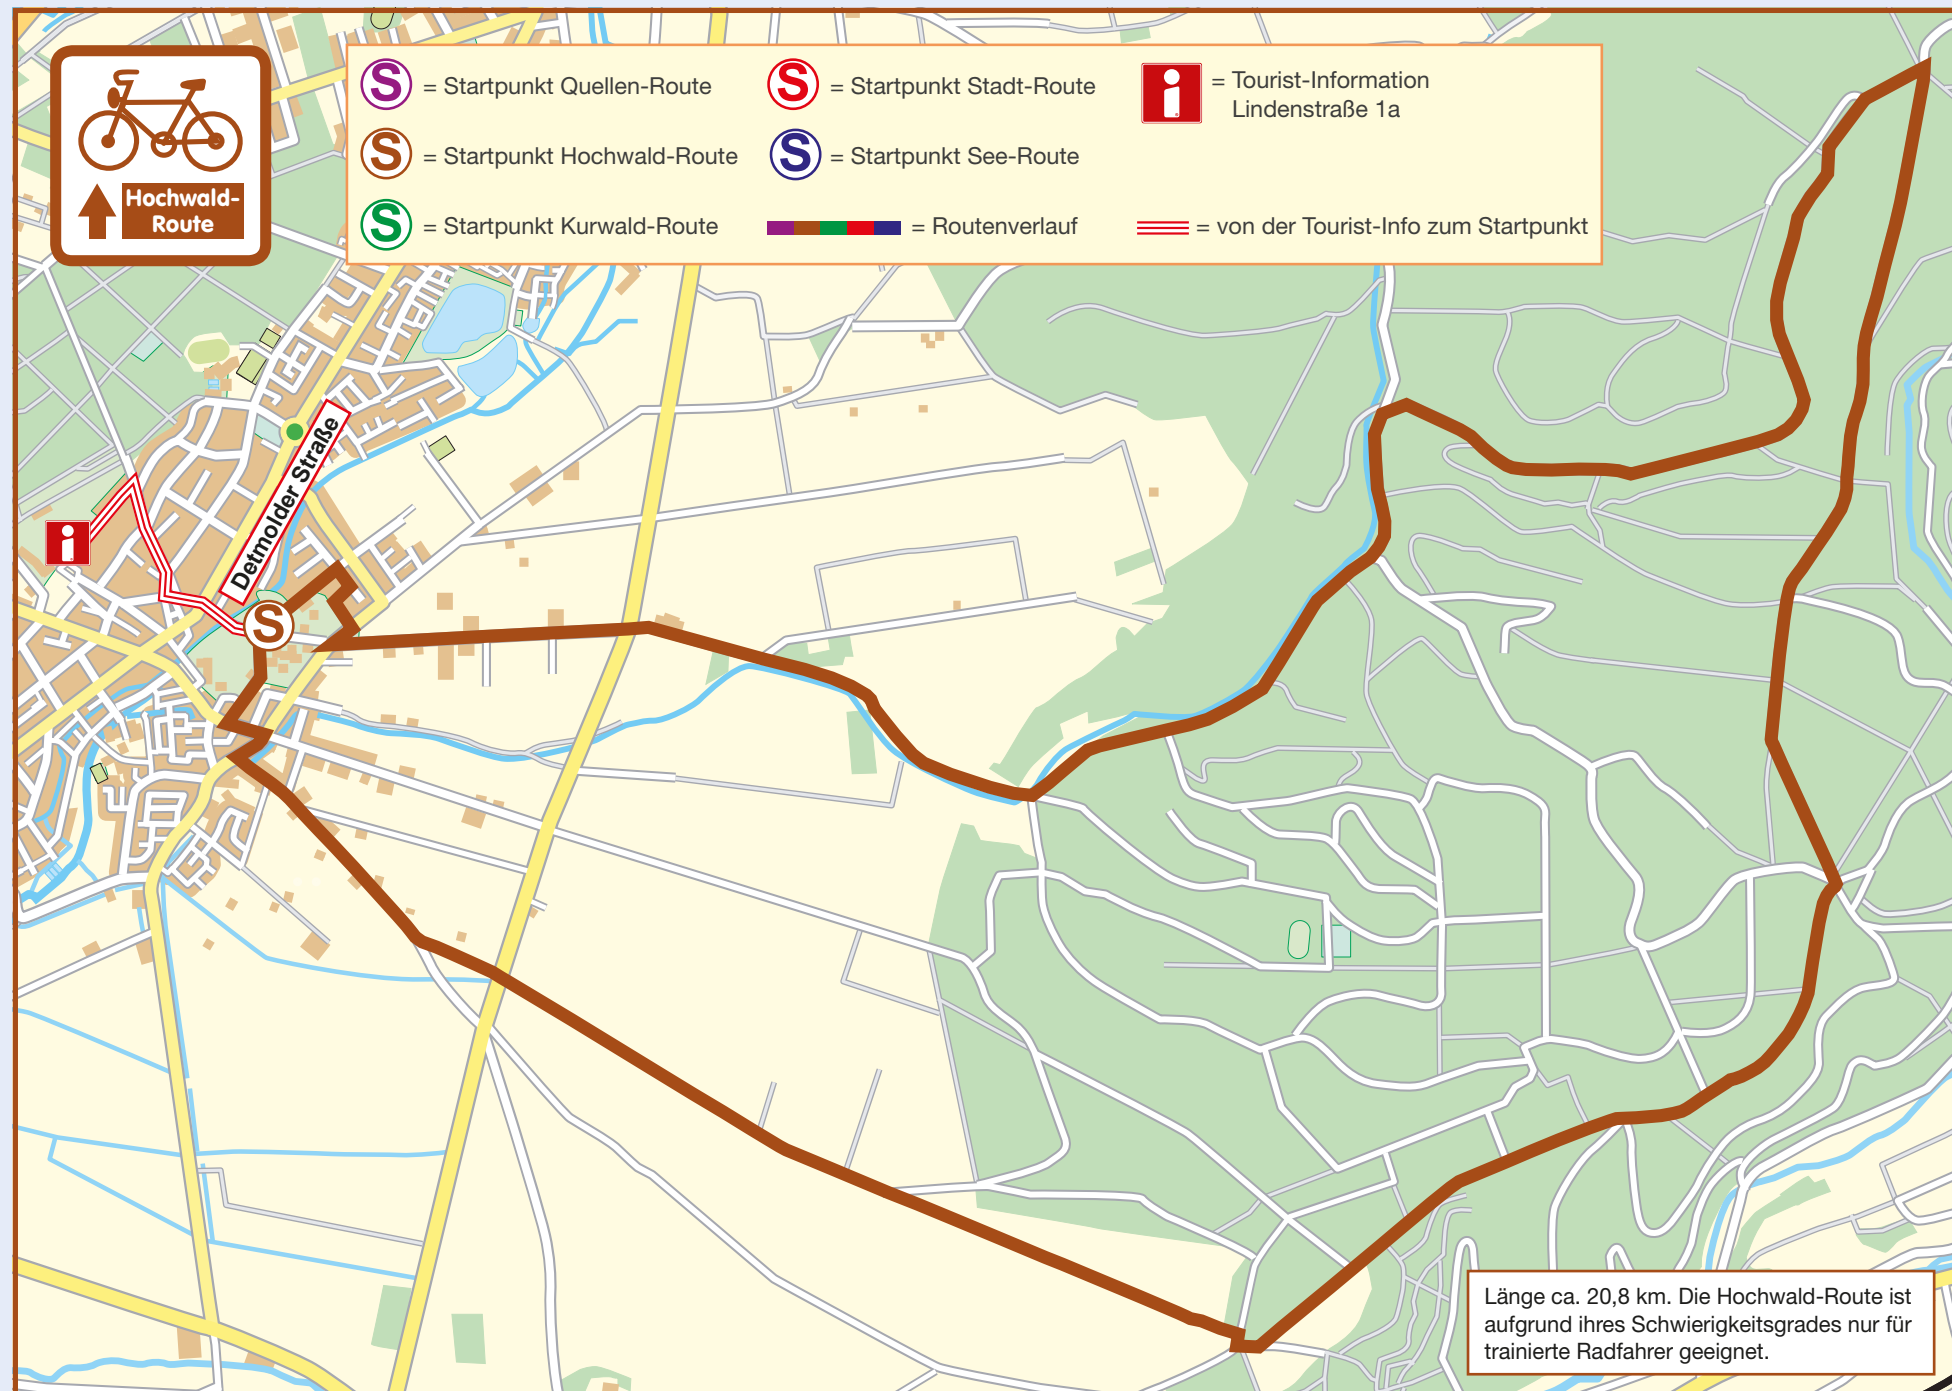 Hochwald-
Route
S = Startpunkt Quellen-Route
S = Startpunkt Hochwald-Route
S = Startpunkt Kurwald-Route
S = Startpunkt Stadt-Route
S = Startpunkt See-Route
= Routenverlauf
i = Tourist-Information
Lindenstraße 1a
= von der Tourist-Info zum Startpunkt
Detmolder Straße
i
S
Länge ca. 20,8 km. Die Hochwald-Route ist
aufgrund ihres Schwierigkeitsgrades nur für
trainierte Radfahrer geeignet.